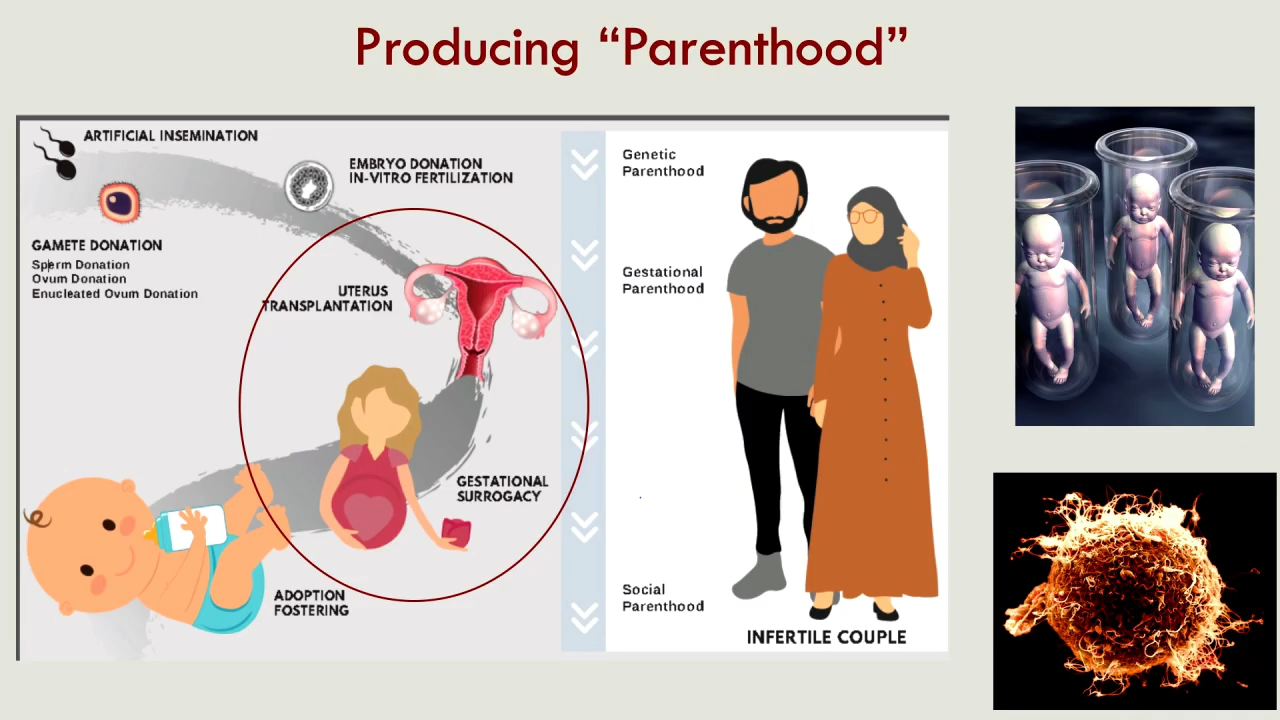 Producing “Parenthood”
ARTIFICIAL INSEMINATION
EMBRYO DONATION
IN-VITRO FERTILIZATION
GAMETE DONATION
Sperm Donation
Ovum Donation
Enucleated Ovum Donation
UTERUS
TRANSPLANTATION
GESTATIONAL
SURROGACY
ADOPTION
FOSTERING
Genetic
Parenthood
Gestational
Parenthood
Social
Parenthood
INFERTILE COUPLE